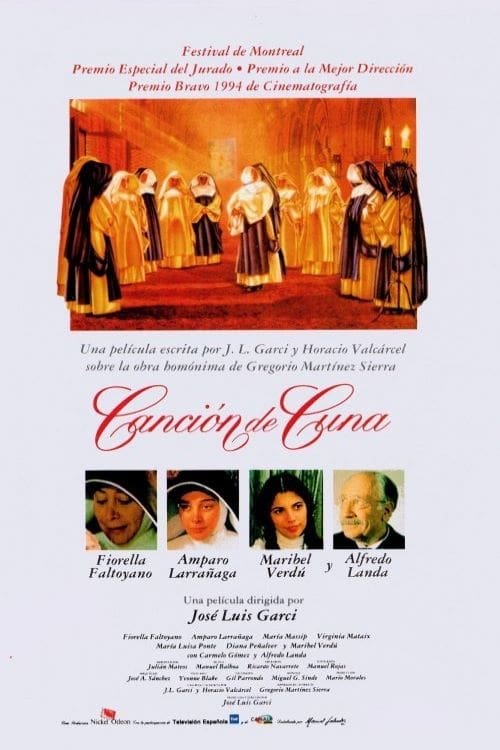 Festival de Montreal
Premio Especial del Jurado • Premio a la Mejor Dirección
Premio Bravo 1994 de Cinematografía
Una película escrita por J. L. Garci y Horacio Valcárcel
sobre la obra homónima de Gregorio Martínez Sierra
Canción de Cuna
Fiorella Faltoyano
Amparo Larrañaga
Maribel Verdú
y
Alfredo Landa
Una película dirigida por
José Luis Garci
Fiorella Faltoyano Amparo Larrañaga María Massip Virginia Mataix
María Luisa Ponte Diana Peñalver y Maribel Verdú
con Carmelo Gómez y Alfredo Landa
Julián Mateos Manuel Balboa Ricardo Navarrete Manuel Rojas
José A. Sánchez Yvonne Blake Gil Parrondo Miguel G. Sinde Mario Morales
J.L. Garci y Horacio Valcárcel Gregorio Martínez Sierra
José Luis Garci
Nickel Odeon Televisión Española y de CANAL+